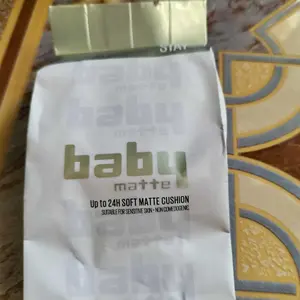 STAY
baby
matte
Up to 24H SOFT MATTE CUSHION
SUITABLE FOR SENSITIVE SKIN • NON COMEDOGENIC